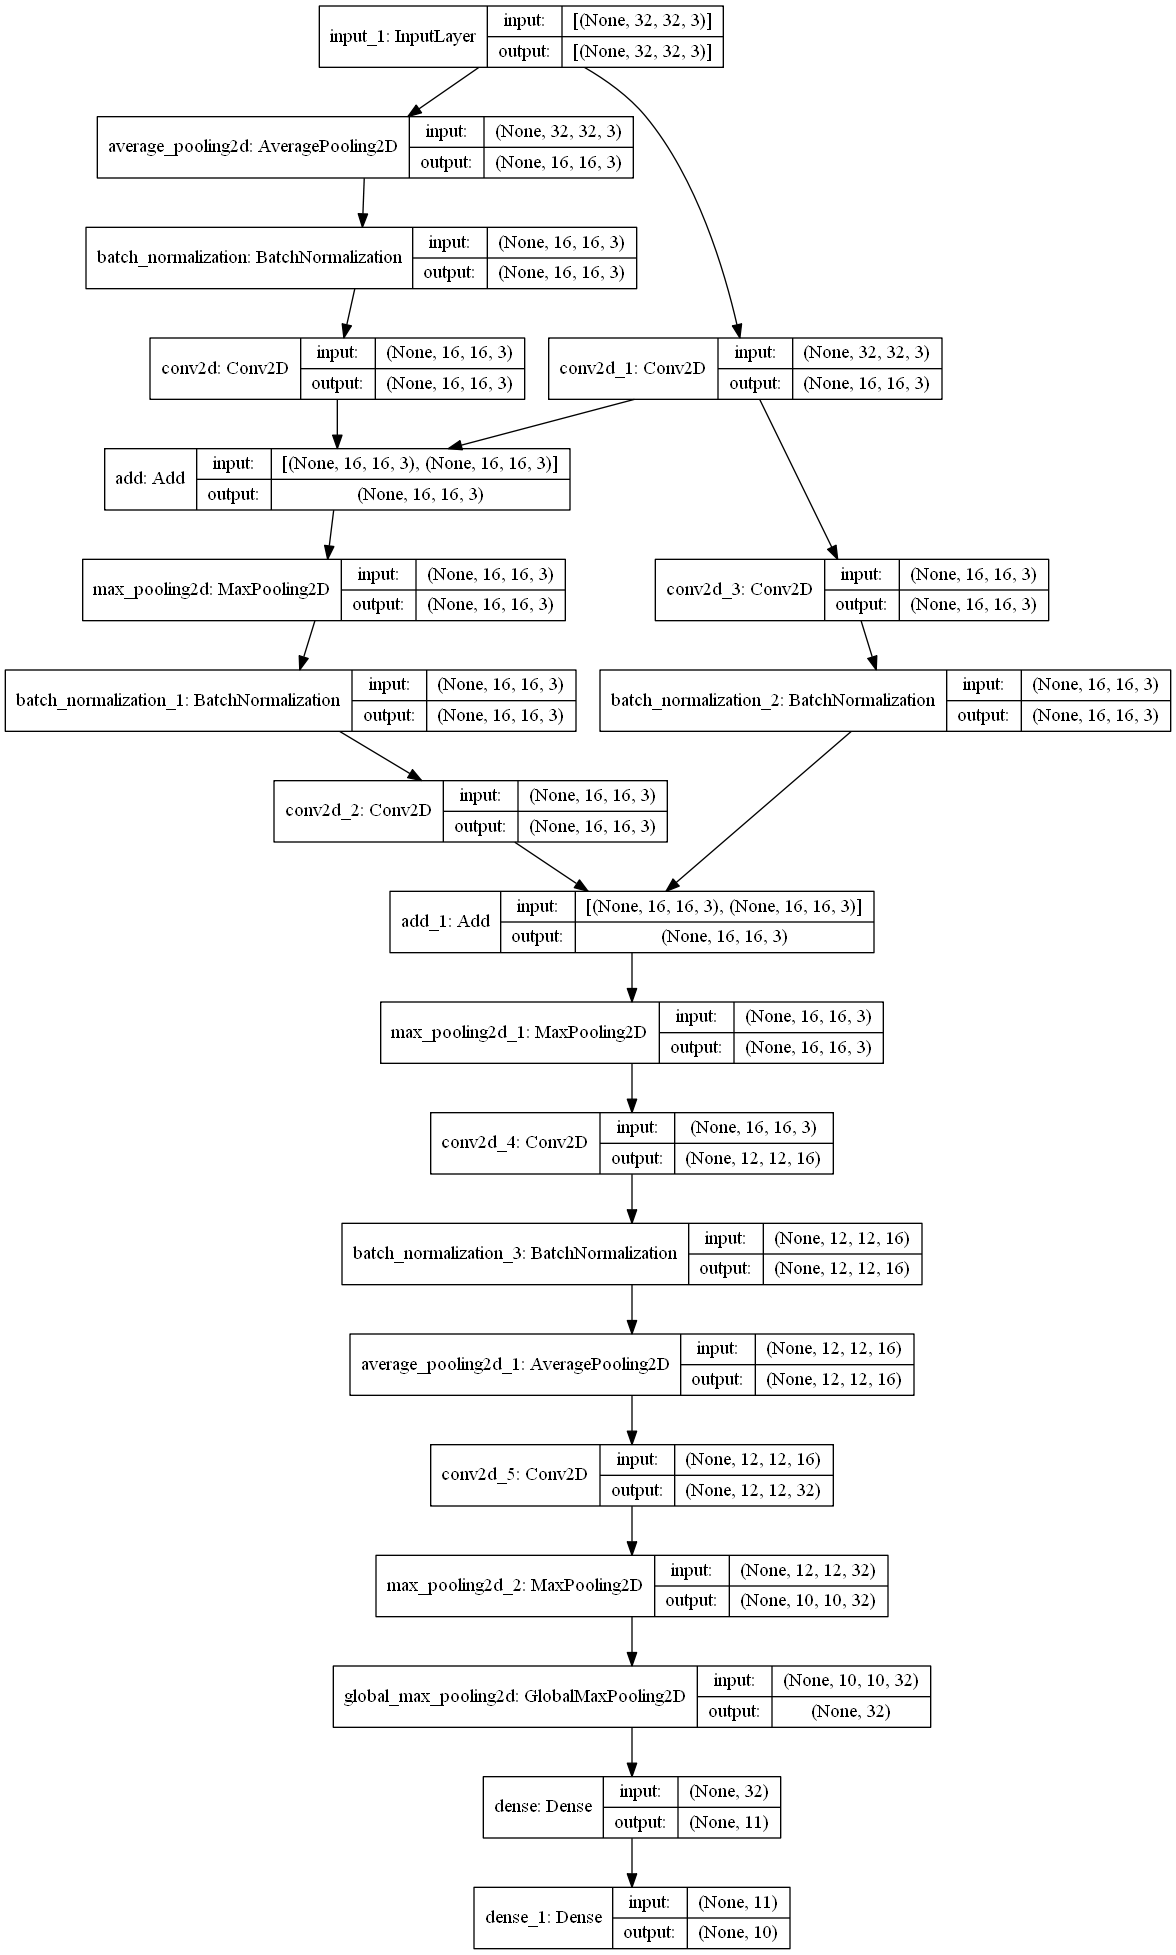 input_1: InputLayer
input: [(None, 32, 32, 3)]
output: [(None, 32, 32, 3)]
average_pooling2d: AveragePooling2D
input: (None, 32, 32, 3)
output: (None, 16, 16, 3)
batch_normalization: BatchNormalization
input: (None, 16, 16, 3)
output: (None, 16, 16, 3)
conv2d: Conv2D
input: (None, 16, 16, 3)
output: (None, 16, 16, 3)
conv2d_1: Conv2D
input: (None, 32, 32, 3)
output: (None, 16, 16, 3)
add: Add
input: [(None, 16, 16, 3), (None, 16, 16, 3)]
output: (None, 16, 16, 3)
max_pooling2d: MaxPooling2D
input: (None, 16, 16, 3)
output: (None, 16, 16, 3)
conv2d_3: Conv2D
input: (None, 16, 16, 3)
output: (None, 16, 16, 3)
batch_normalization_1: BatchNormalization
input: (None, 16, 16, 3)
output: (None, 16, 16, 3)
batch_normalization_2: BatchNormalization
input: (None, 16, 16, 3)
output: (None, 16, 16, 3)
conv2d_2: Conv2D
input: (None, 16, 16, 3)
output: (None, 16, 16, 3)
add_1: Add
input: [(None, 16, 16, 3), (None, 16, 16, 3)]
output: (None, 16, 16, 3)
max_pooling2d_1: MaxPooling2D
input: (None, 16, 16, 3)
output: (None, 16, 16, 3)
conv2d_4: Conv2D
input: (None, 16, 16, 3)
output: (None, 12, 12, 16)
batch_normalization_3: BatchNormalization
input: (None, 12, 12, 16)
output: (None, 12, 12, 16)
average_pooling2d_1: AveragePooling2D
input: (None, 12, 12, 16)
output: (None, 12, 12, 16)
conv2d_5: Conv2D
input: (None, 12, 12, 16)
output: (None, 12, 12, 32)
max_pooling2d_2: MaxPooling2D
input: (None, 12, 12, 32)
output: (None, 10, 10, 32)
global_max_pooling2d: GlobalMaxPooling2D
input: (None, 10, 10, 32)
output: (None, 32)
dense: Dense
input: (None, 32)
output: (None, 11)
dense_1: Dense
input: (None, 11)
output: (None, 10)